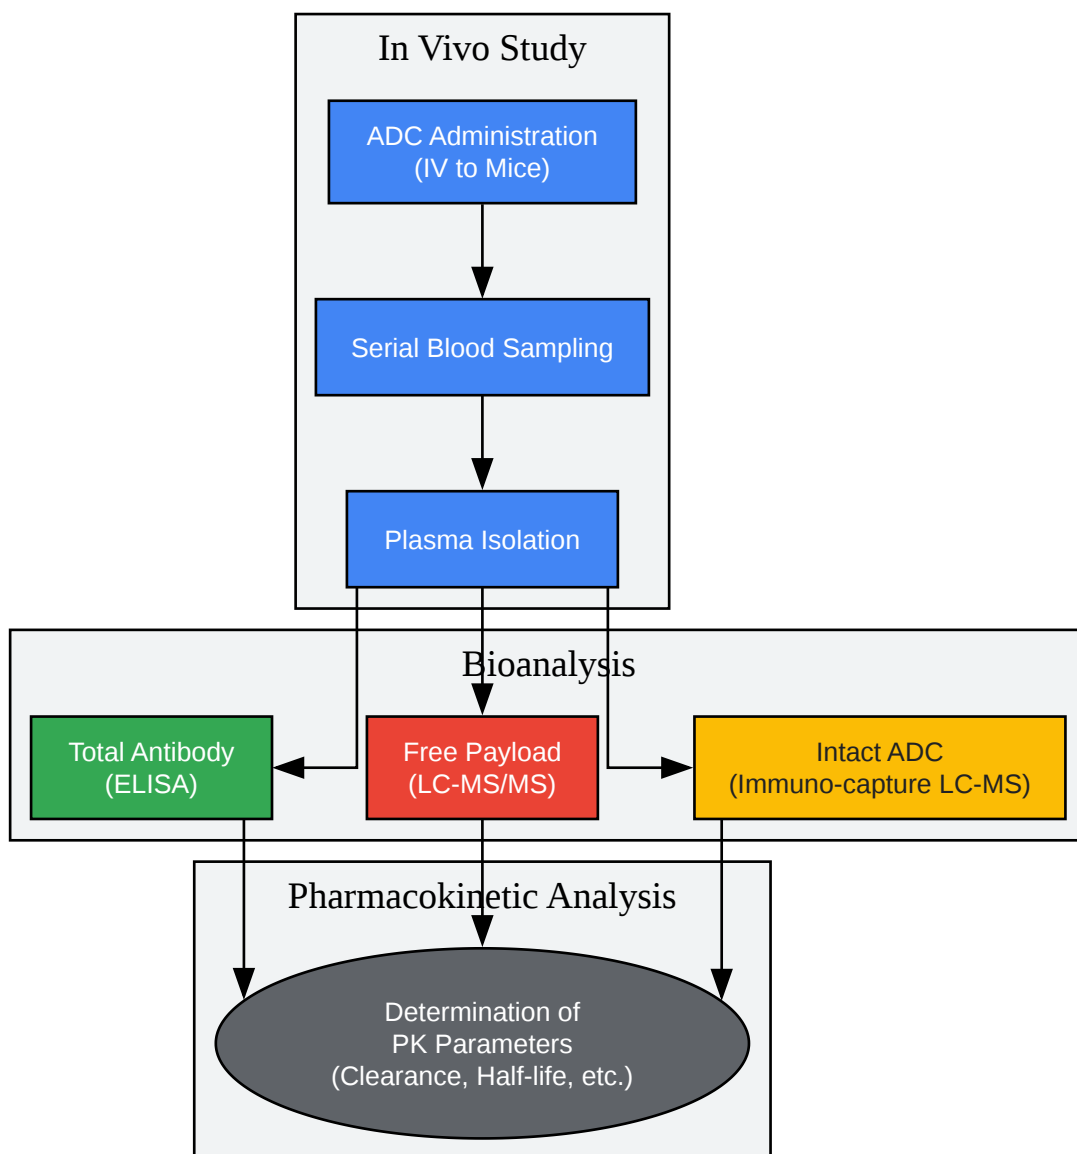 In Vivo Study
ADC Administration
(IV to Mice)
Serial Blood Sampling
Plasma Isolation
Bioanalysis
Total Antibody
(ELISA)
Free Payload
(LC-MS/MS)
Intact ADC
(Immuno-capture LC-MS)
Pharmacokinetic Analysis
Determination of
PK Parameters
(Clearance, Half-life, etc.)